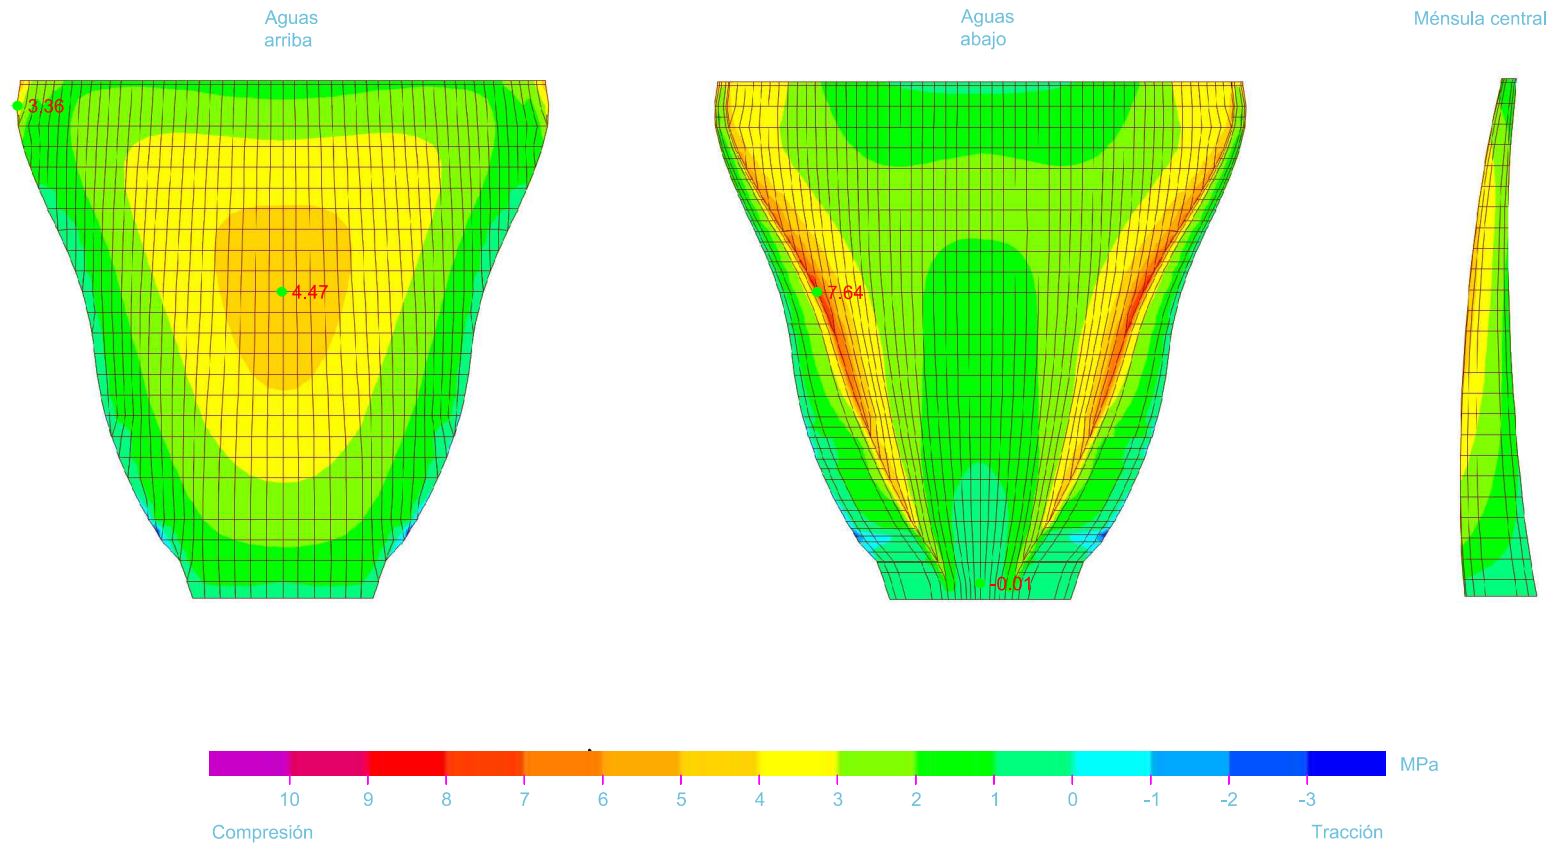 Aguas
arriba
Aguas
abajo
Ménsula central
3.36
4.47
7.64
-0.01
MPa
10 9 8 7 6 5 4 3 2 1 0 -1 -2 -3
Compresión Tracción